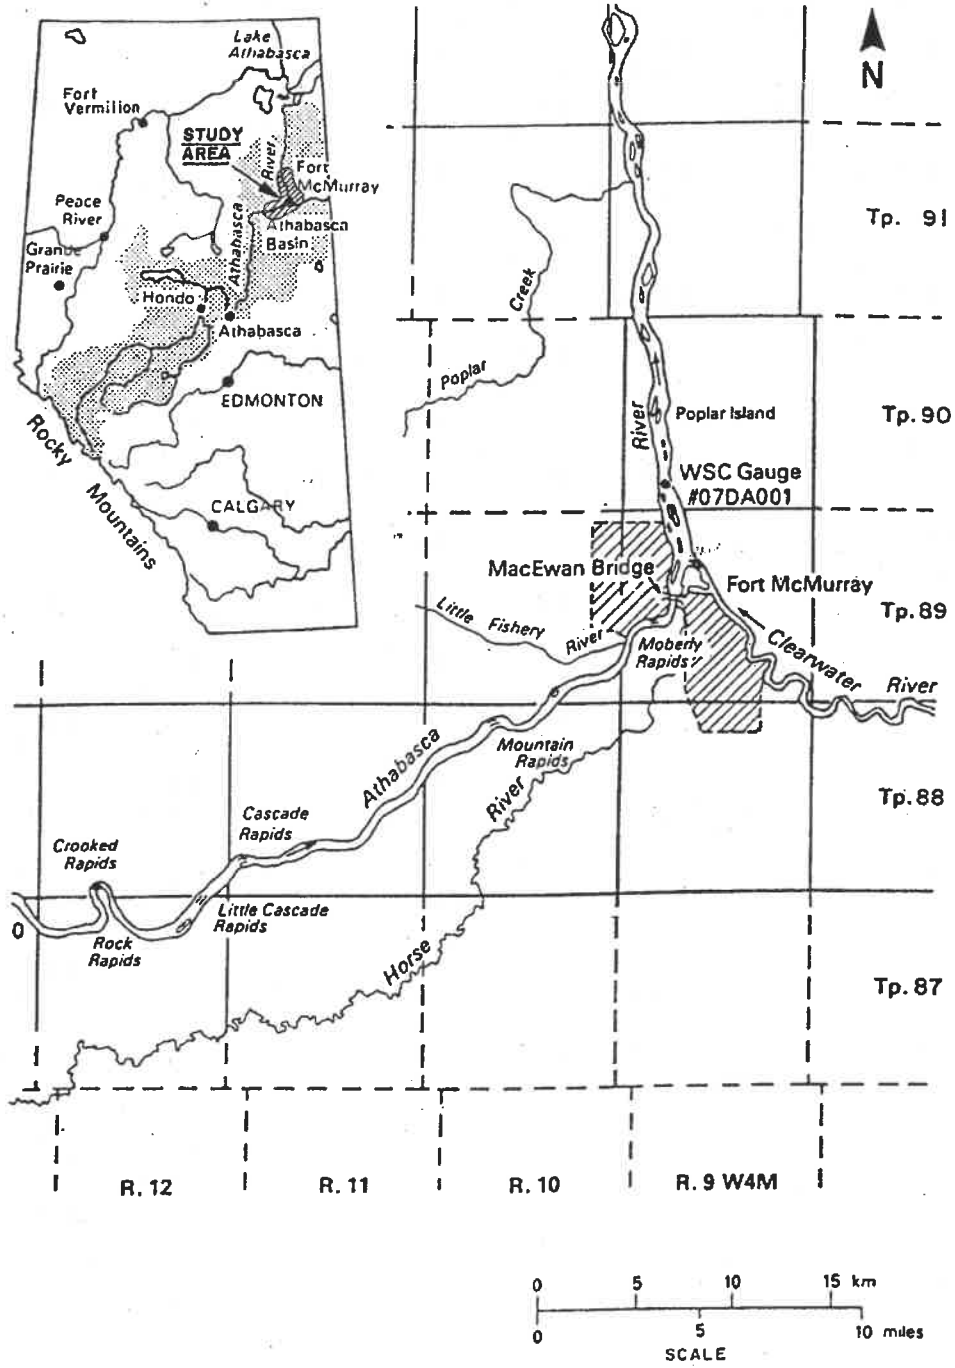 Lake
Athabasca
Fort
Vermilion
STUDY
AREA
River
Fort
McMurray
Peace
River
Athabasca
Athabasca
Basin
Grande
Prairie
Hondo
Athabasca
EDMONTON
Rocky
Mountains
CALGARY
N
Tp. 91
Creek
Poplar
River
Poplar Island
Tp. 90
WSC Gauge
#07DA001
MacEwan Bridge
Fort McMurray
Tp. 89
Little Fishery River
Moberly
Rapids
Clearwater River
Athabasca
Mountain
Rapids
River
Tp. 88
Cascade
Rapids
Crooked
Rapids
Little Cascade
Rapids
0
Rock
Rapids
Horse
Tp. 87
R. 12
R. 11
R. 10
R. 9 W4M
0 5 10 15 km
0 5 10 miles
SCALE